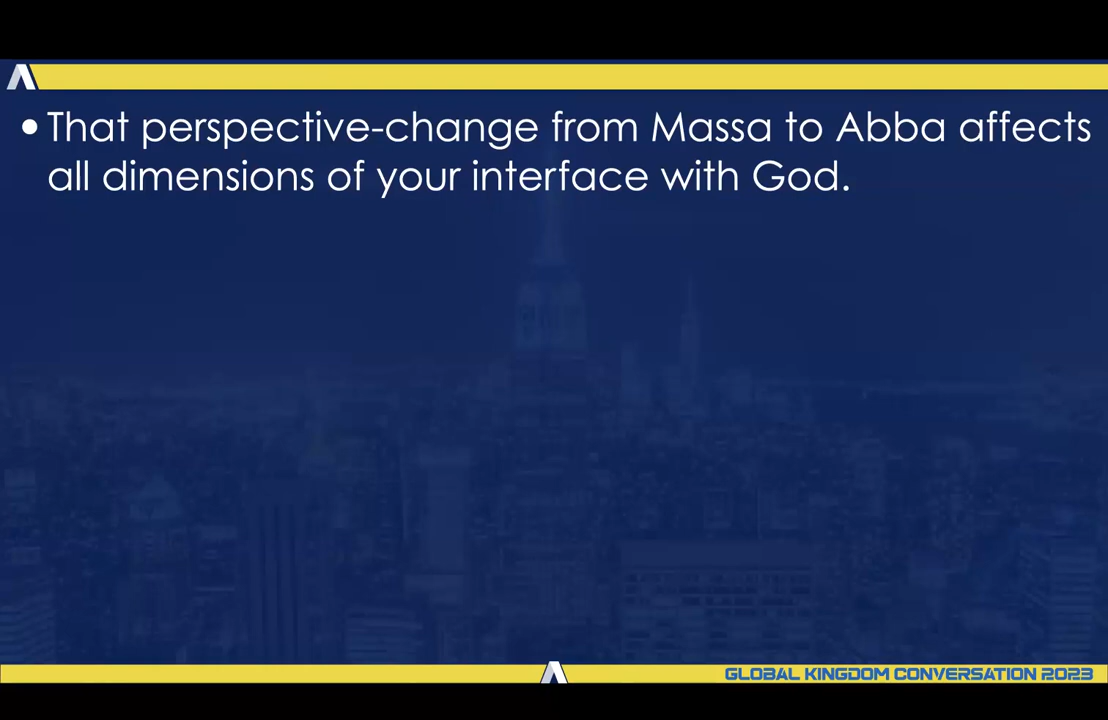 • That perspective-change from Massa to Abba affects
all dimensions of your interface with God.
GLOBAL KINGDOM CONVERSATION 2023